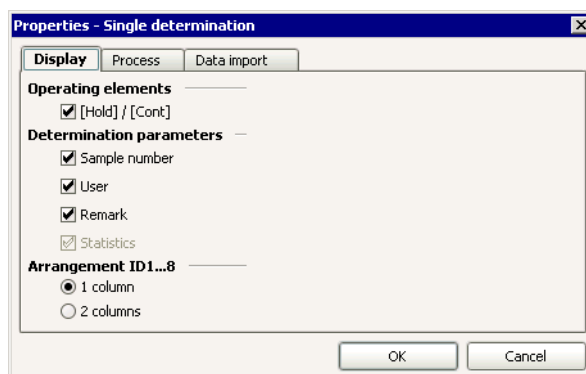 Properties - Single determination
Display Process Data import
Operating elements
[Hold] / [Cont]
Determination parameters
Sample number
User
Remark
Statistics
Arrangement ID1...8
1 column
2 columns
OK Cancel